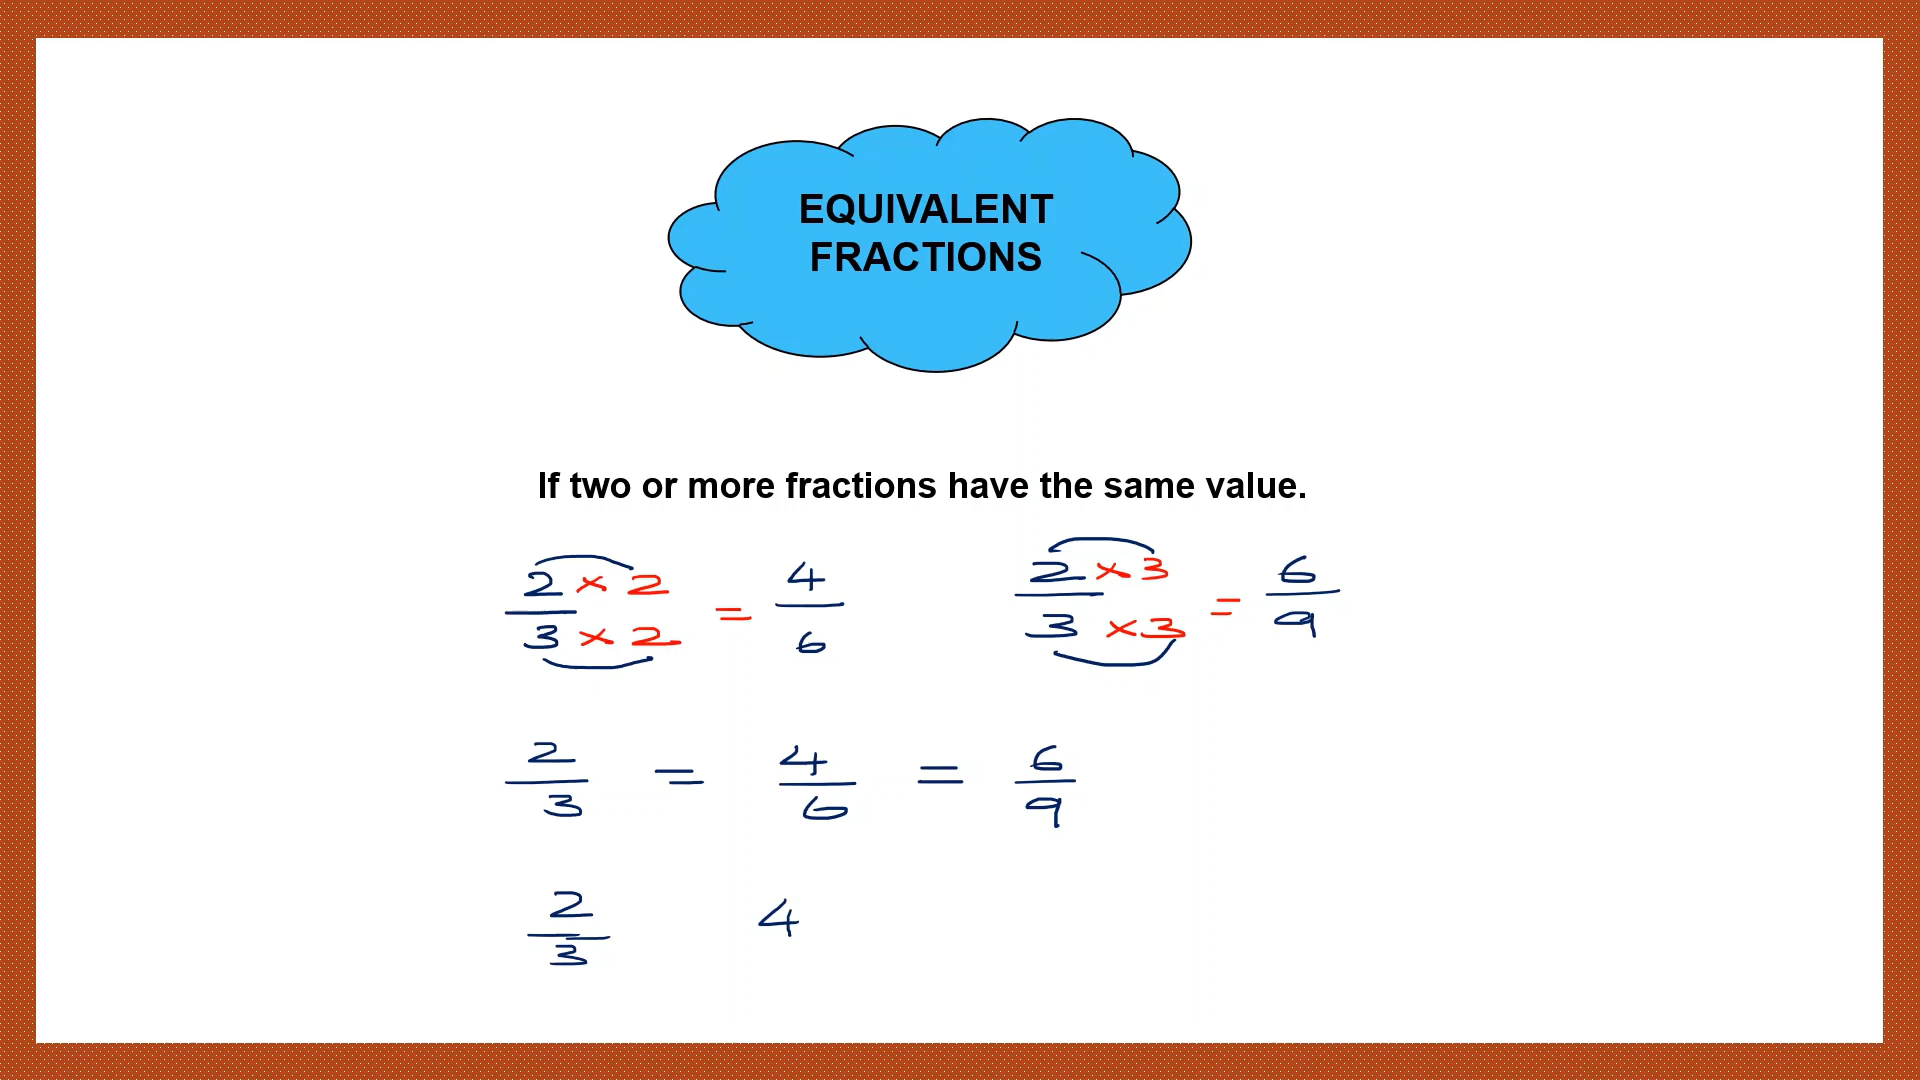 EQUIVALENT
FRACTIONS
If two or more fractions have the same value.
2 × 2 / 3 × 2 = 4/6
2 × 3 / 3 × 3 = 6/9
2/3 = 4/6 = 6/9
2/3 4